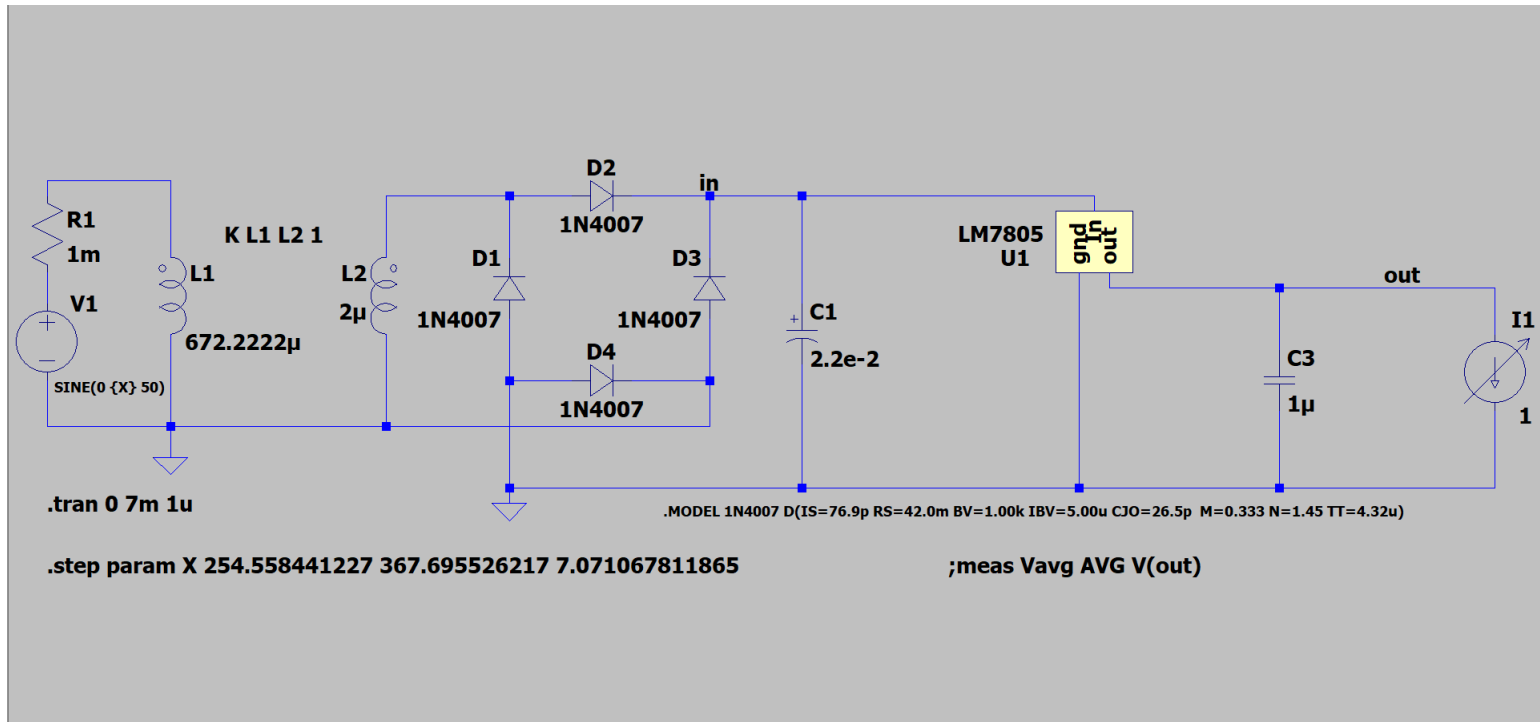 R1
1m
V1
SINE(0 {X} 50)
K L1 L2 1
L1
672.2222µ
L2
2µ
D2
1N4007
in
D1
1N4007
D3
1N4007
D4
1N4007
C1
+
2.2e-2
LM7805
U1
gnd
In
out
out
C3
1µ
I1
1
.tran 0 7m 1u
.MODEL 1N4007 D(IS=76.9p RS=42.0m BV=1.00k IBV=5.00u CJO=26.5p M=0.333 N=1.45 TT=4.32u)
.step param X 254.558441227 367.695526217 7.071067811865
;meas Vavg AVG V(out)